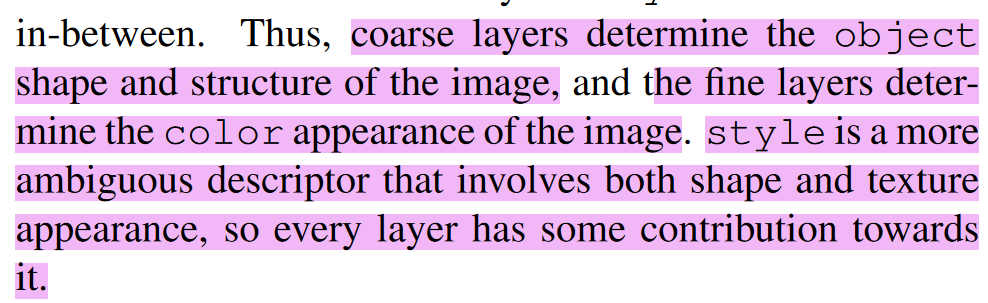 in-between. Thus, coarse layers determine the object
shape and structure of the image, and the fine layers deter-
mine the color appearance of the image. style is a more
ambiguous descriptor that involves both shape and texture
appearance, so every layer has some contribution towards
it.